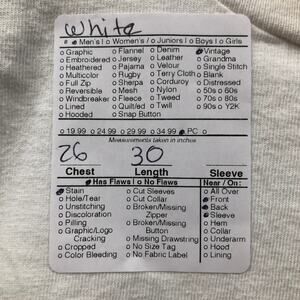 White
Men's | o Women's / o Juniors | o Boys | o Girls
o Graphic o Flannel o Denim Vintage
o Embroidered o Jersey o Leather o Grandma
o Heathered o Pajama o Velour o Single Stitch
o Multicolor o Rugby o Terry Cloth o Blank
o Full Zip o Sherpa o Corduroy o Distressed
o Reversible o Mesh o Nylon o 50s o 60s
o Windbreaker o Fleece o Tweed o 70s o 80s
o Lined o Quilt/ed o Twill o 90s o Y2K
o Hooded o Snap Button
o 19.99 o 24.99 o 29.99 o 34.99 PC o
Measurements taken in inches
26 30
Chest Length Sleeve
Has Flaws | o No Flaws Near / On:
Stain o Cut Sleeves o All Over
o Hole/Tear o Cut Collar Front
o Unstitching o Broken/Missing Back
o Discoloration Zipper Sleeve
o Pilling o Broken/Missing o Hem
o Graphic/Logo Button o Collar
Cracking o Missing Drawstring o Underarm
o Cropped o No Size Tag o Hood
o Color Bleeding o No Fabric Label o Lining